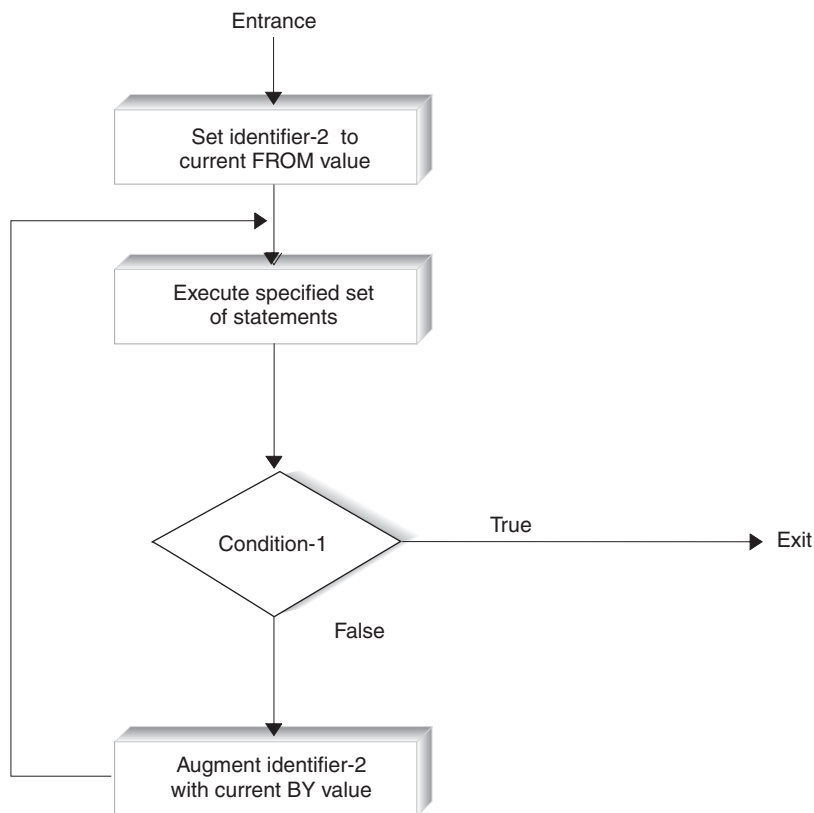 Entrance
Set identifier-2 to
current FROM value
Execute specified set
of statements
Condition-1
True
Exit
False
Augment identifier-2
with current BY value